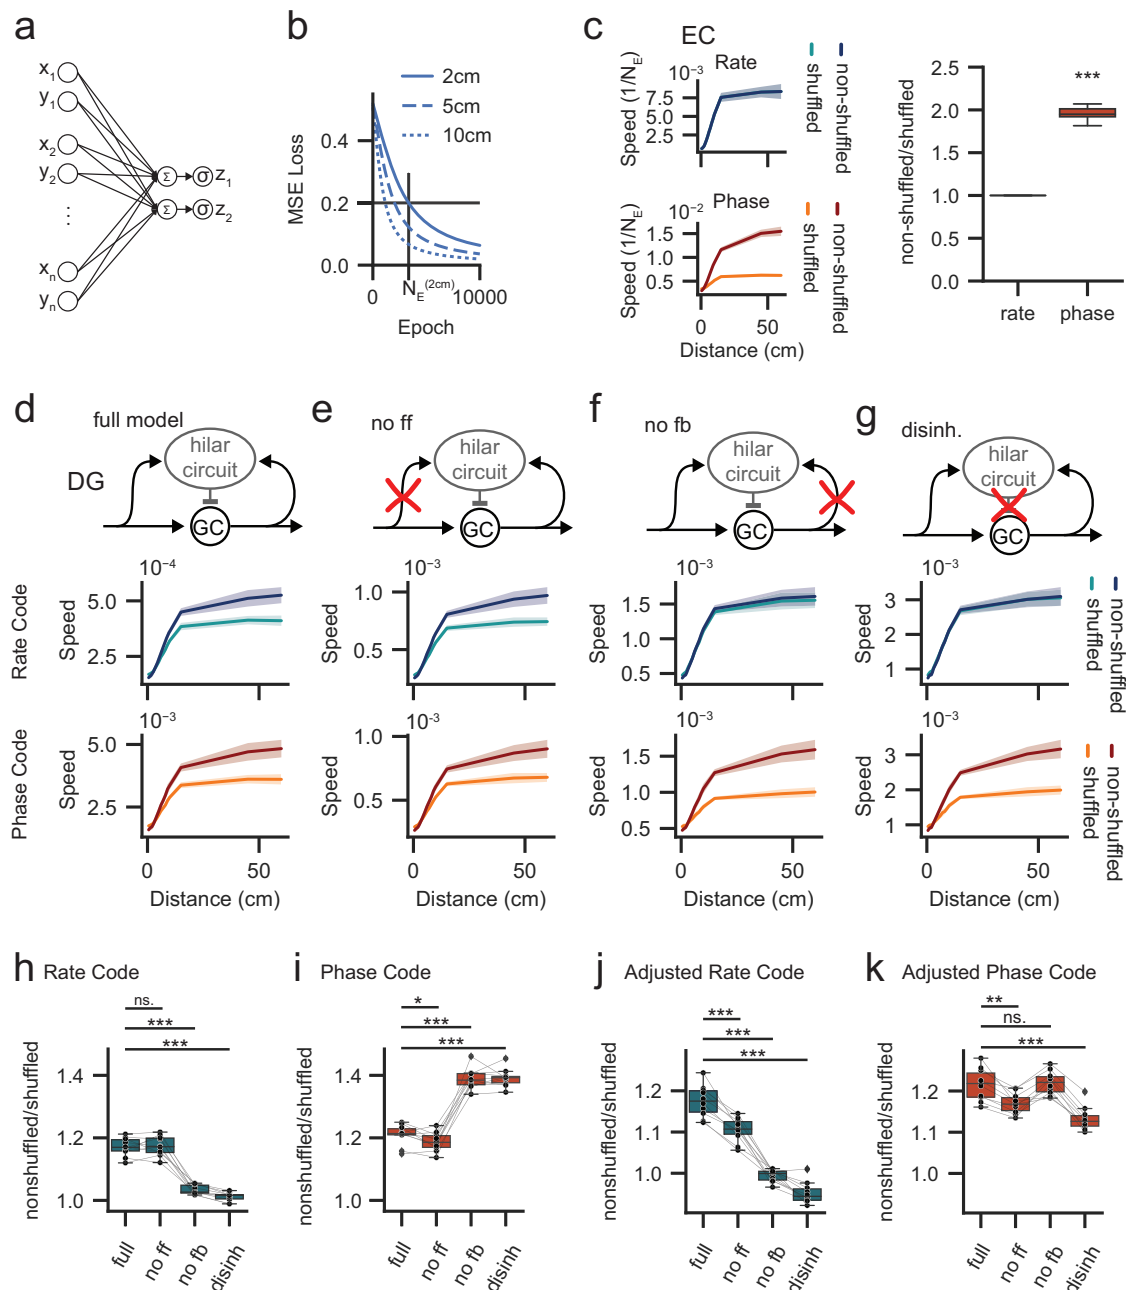 a
x1
y1
x2
y2
⋮
xn
yn
Σ
σ
z1
Σ
σ
z2
b
2cm
5cm
10cm
MSE Loss
0.4
0.2
0.0
0
NE(2cm)
10000
Epoch
c
EC
Rate
10−3
Speed (1/NE)
7.5
5.0
2.5
shuffled
non-shuffled
Phase
10−2
Speed (1/NE)
1.5
1.0
0.5
0
50
Distance (cm)
shuffled
non-shuffled
non-shuffled/shuffled
2.5
2.0
1.5
1.0
0.5
0.0
***
rate
phase
d
full model
DG
hilar
circuit
GC
e
no ff
hilar
circuit
GC
f
no fb
hilar
circuit
GC
g
disinh.
hilar
circuit
GC
Rate Code
Speed
10−4
5.0
2.5
Speed
10−3
1.0
0.5
Speed
10−3
1.5
1.0
0.5
Speed
10−3
3
2
1
shuffled
non-shuffled
Phase Code
Speed
10−3
5.0
2.5
0
50
Distance (cm)
Speed
10−3
1.0
0.5
0
50
Distance (cm)
Speed
10−3
1.5
1.0
0.5
0
50
Distance (cm)
Speed
10−3
3
2
1
0
50
Distance (cm)
shuffled
non-shuffled
h
Rate Code
ns.
***
***
nonshuffled/shuffled
1.4
1.2
1.0
full
no ff
no fb
disinh
i
Phase Code
*
***
***
nonshuffled/shuffled
1.4
1.2
1.0
full
no ff
no fb
disinh
j
Adjusted Rate Code
***
***
***
nonshuffled/shuffled
1.2
1.1
1.0
full
no ff
no fb
disinh
k
Adjusted Phase Code
**
ns.
***
nonshuffled/shuffled
1.2
1.1
1.0
full
no ff
no fb
disinh